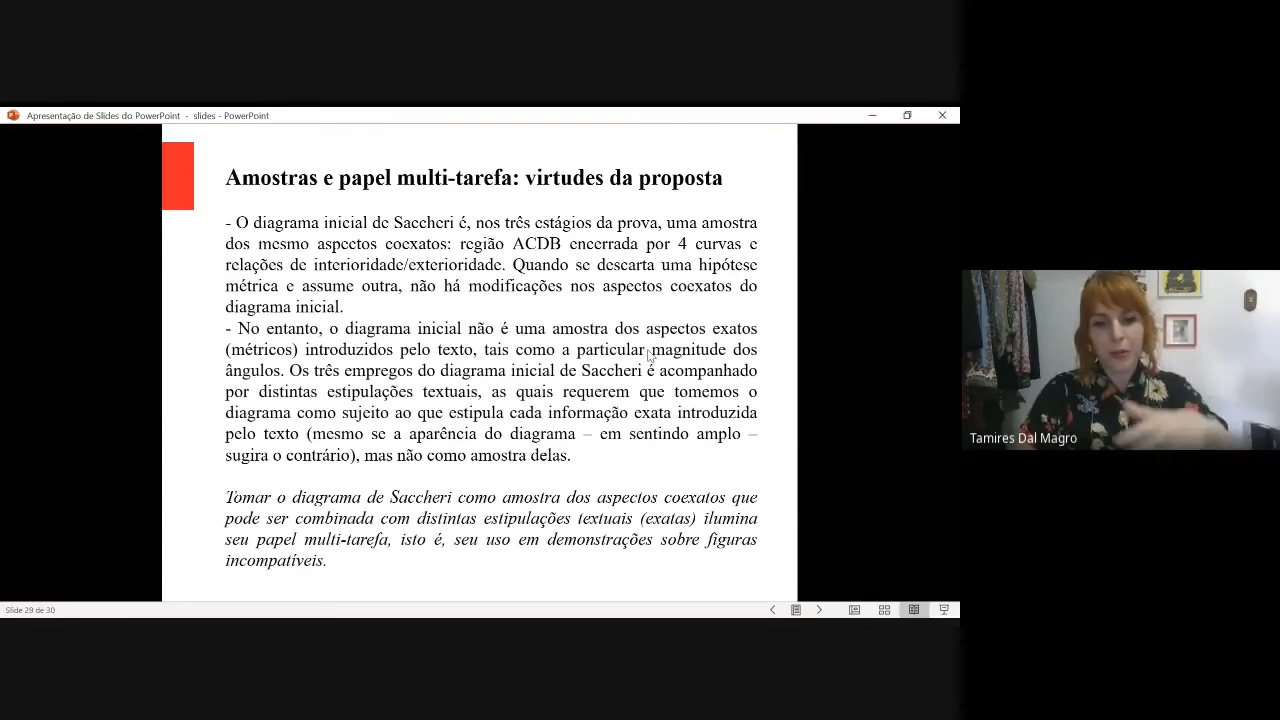 Apresentação de Slides do PowerPoint - slides - PowerPoint
Amostras e papel multi-tarefa: virtudes da proposta
- O diagrama inicial de Saccheri é, nos três estágios da prova, uma amostra
dos mesmo aspectos coexatos: região ACDB encerrada por 4 curvas e
relações de interioridade/exterioridade. Quando se descarta uma hipótese
métrica e assume outra, não há modificações nos aspectos coexatos do
diagrama inicial.
- No entanto, o diagrama inicial não é uma amostra dos aspectos exatos
(métricos) introduzidos pelo texto, tais como a particular magnitude dos
ângulos. Os três empregos do diagrama inicial de Saccheri é acompanhado
por distintas estipulações textuais, as quais requerem que tomemos o
diagrama como sujeito ao que estipula cada informação exata introduzida
pelo texto (mesmo se a aparência do diagrama – em sentido amplo –
sugira o contrário), mas não como amostra delas.
Tomar o diagrama de Saccheri como amostra dos aspectos coexatos que
pode ser combinada com distintas estipulações textuais (exatas) ilumina
seu papel multi-tarefa, isto é, seu uso em demonstrações sobre figuras
incompatíveis.
Slide 29 de 30
Tamires Dal Magro